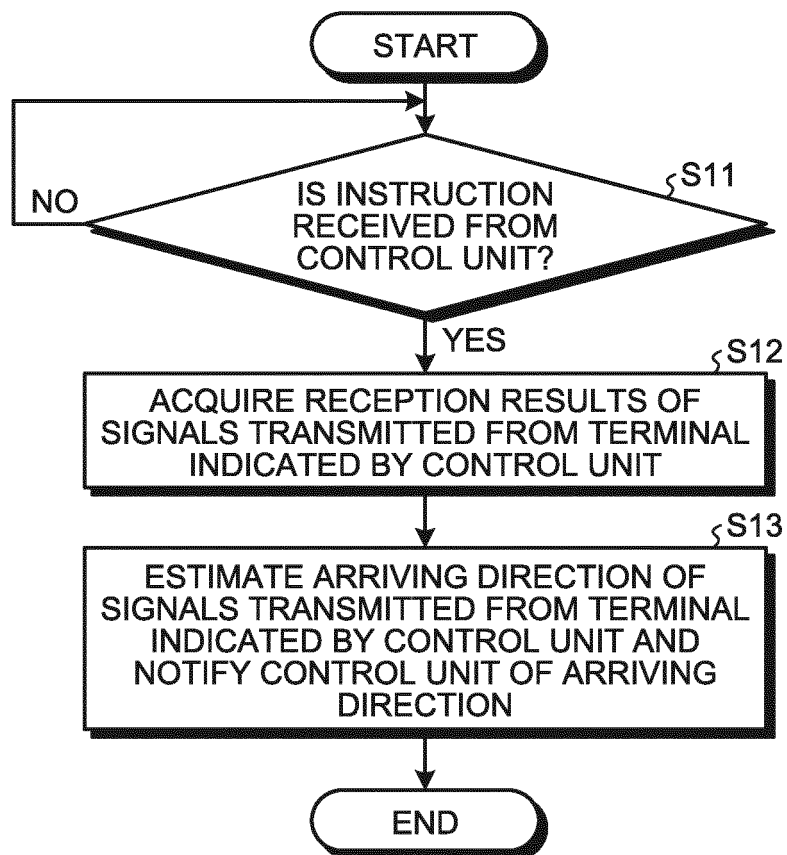 START
S11
IS INSTRUCTION
RECEIVED FROM
CONTROL UNIT?
NO
YES
S12
ACQUIRE RECEPTION RESULTS OF
SIGNALS TRANSMITTED FROM TERMINAL
INDICATED BY CONTROL UNIT
S13
ESTIMATE ARRIVING DIRECTION OF
SIGNALS TRANSMITTED FROM TERMINAL
INDICATED BY CONTROL UNIT AND
NOTIFY CONTROL UNIT OF ARRIVING
DIRECTION
END